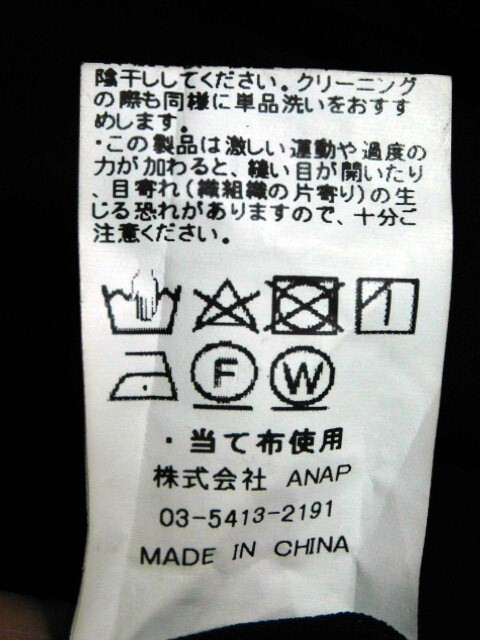 陰干ししてください。クリーニング
の際も同様に単品洗いをおすす
めします。
・この製品は激しい運動や過度の
力が加わると、縫い目が開いたり
、目寄れ(織組織の片寄り)の生
じる恐れがありますので、十分ご
注意ください。
F W
・当て布使用
株式会社 ANAP
03-5413-2191
MADE IN CHINA